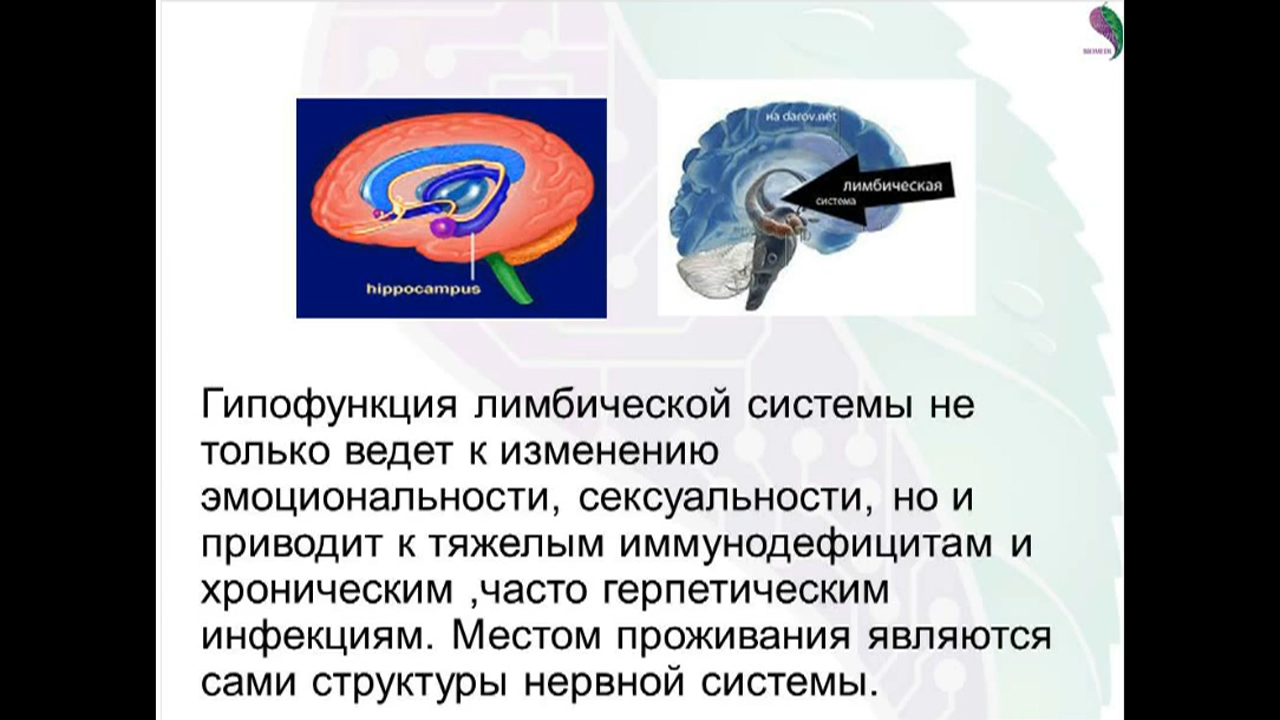 на darov.net
лимбическая
система
hippocampus
Гипофункция лимбической системы не
только ведет к изменению
эмоциональности, сексуальности, но и
приводит к тяжелым иммунодефицитам и
хроническим ,часто герпетическим
инфекциям. Местом проживания являются
сами структуры нервной системы.